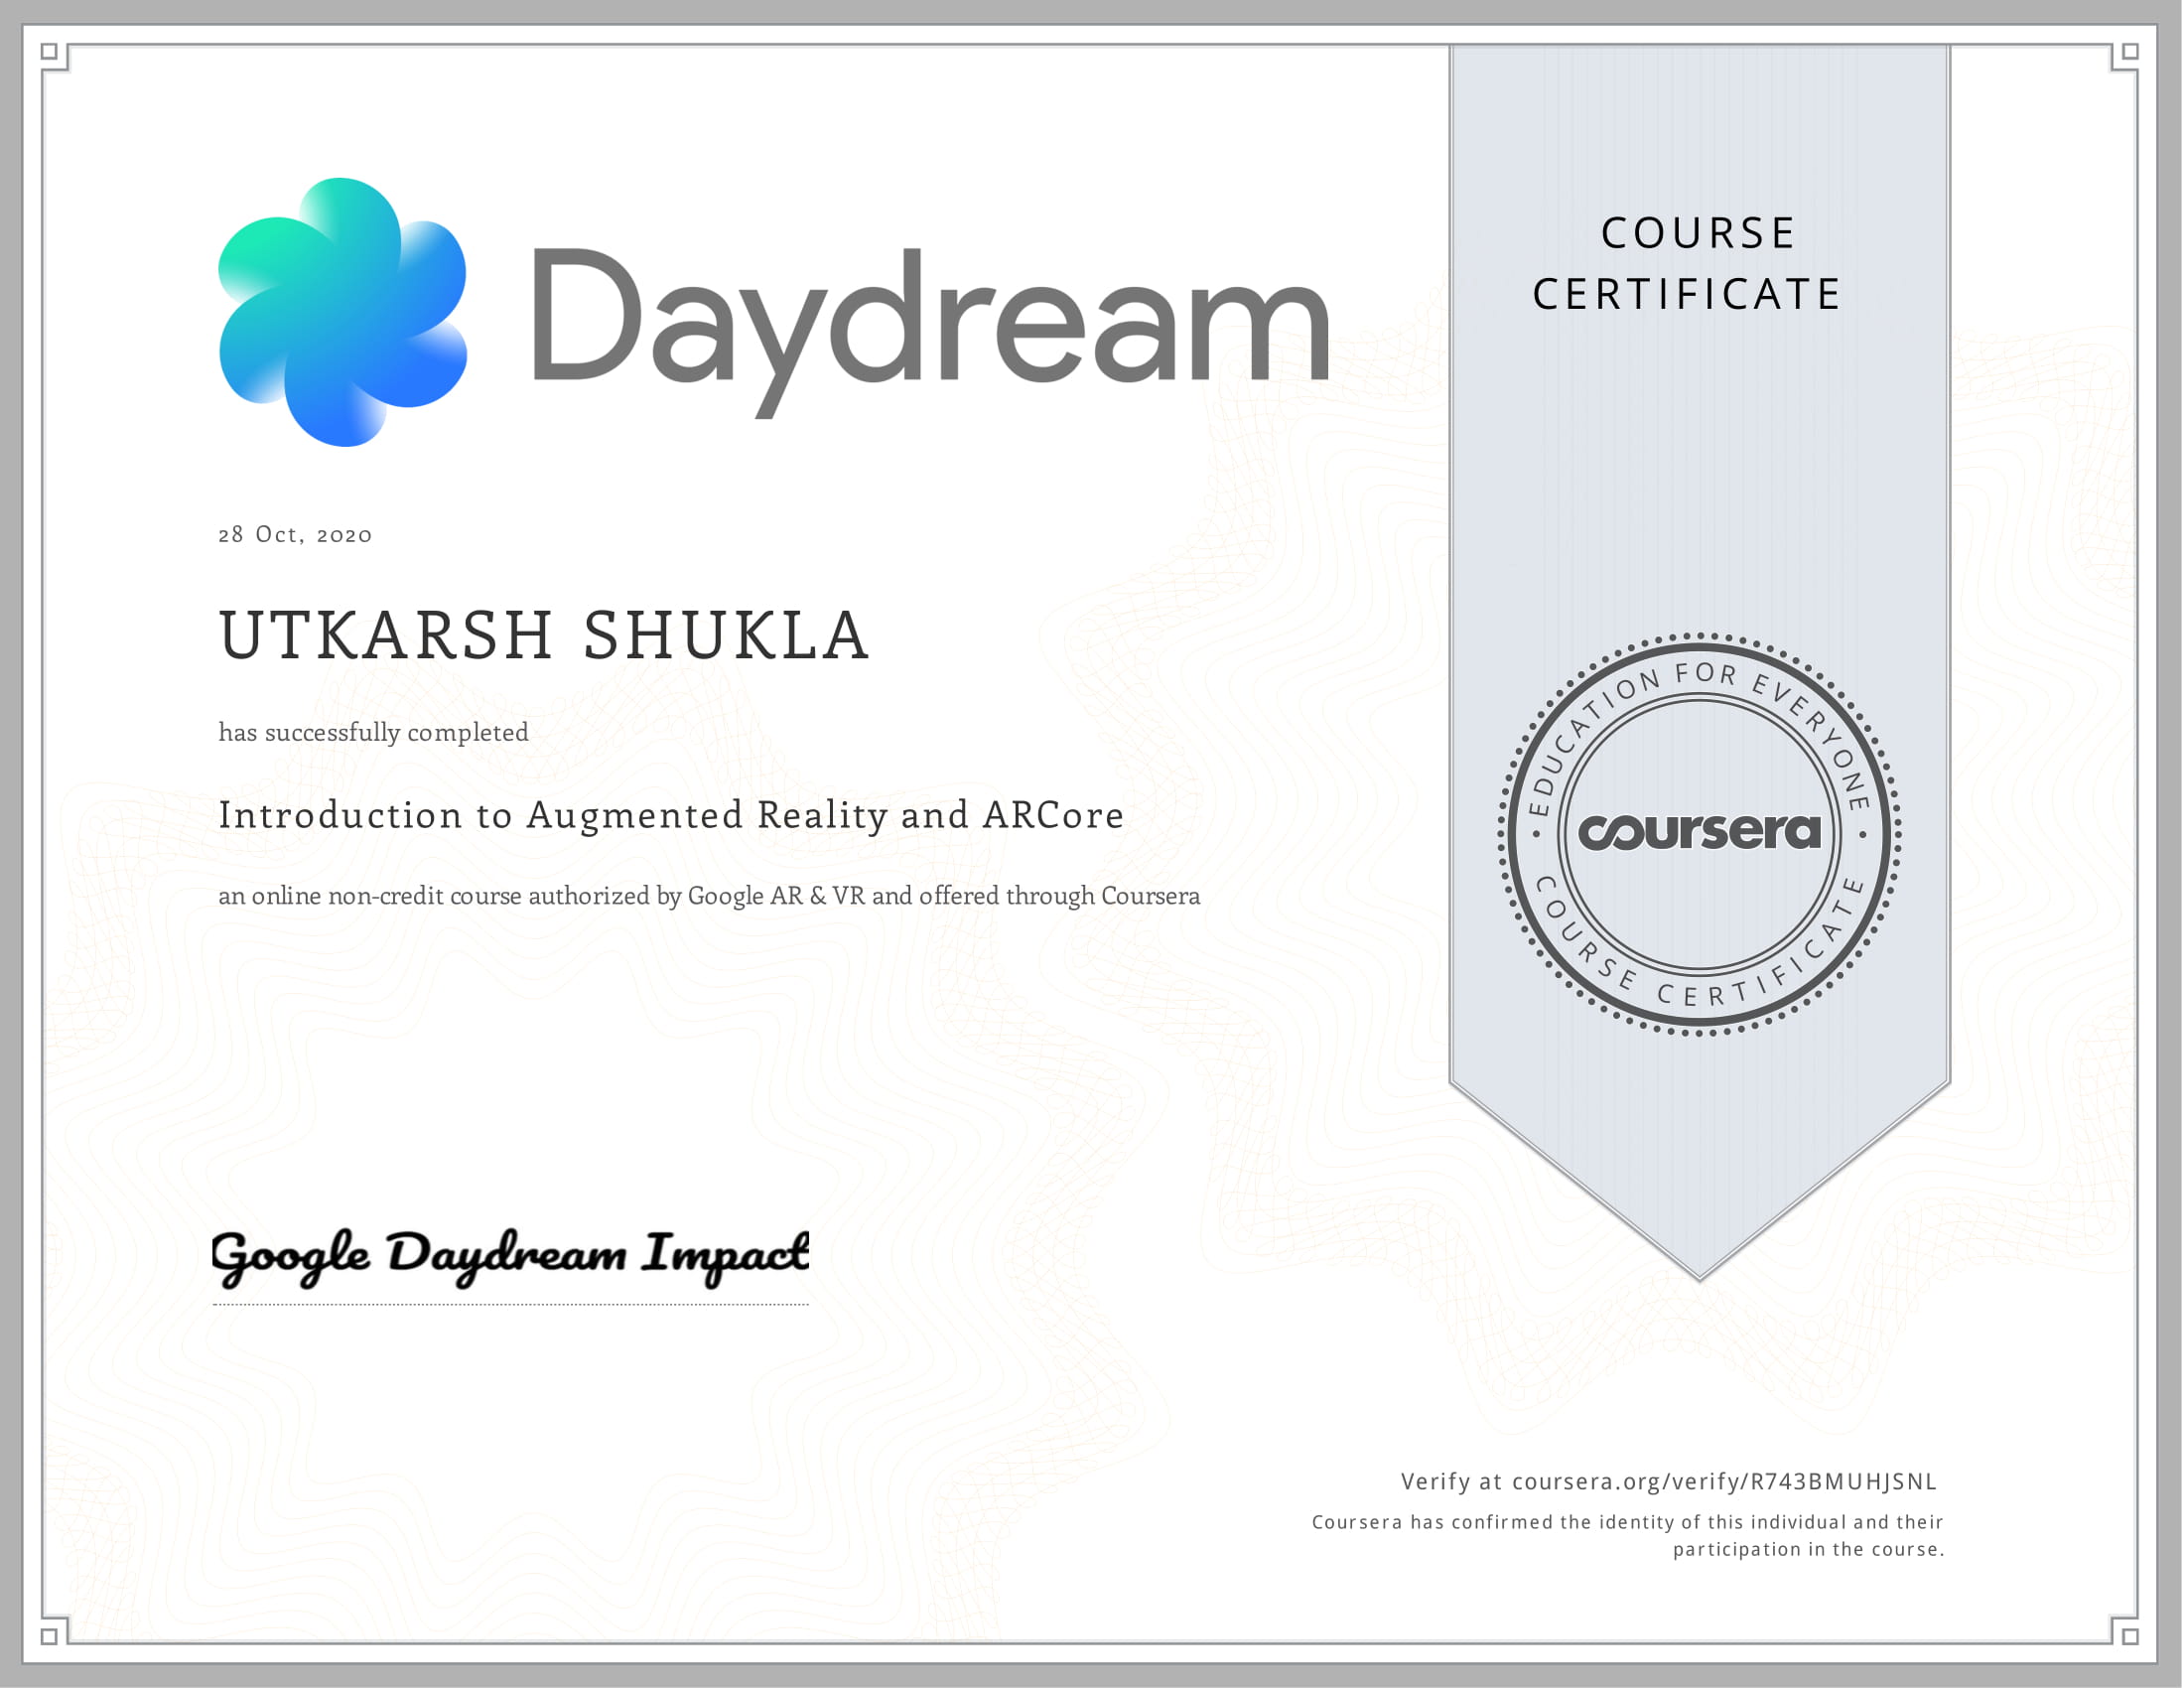 Daydream
COURSE
CERTIFICATE
28 Oct, 2020
UTKARSH SHUKLA
has successfully completed
Introduction to Augmented Reality and ARCore
an online non-credit course authorized by Google AR & VR and offered through Coursera
EDUCATION FOR EVERYONE
coursera
COURSE CERTIFICATE
Google Daydream Impact
Verify at coursera.org/verify/R743BMUHJSNL
Coursera has confirmed the identity of this individual and their
participation in the course.